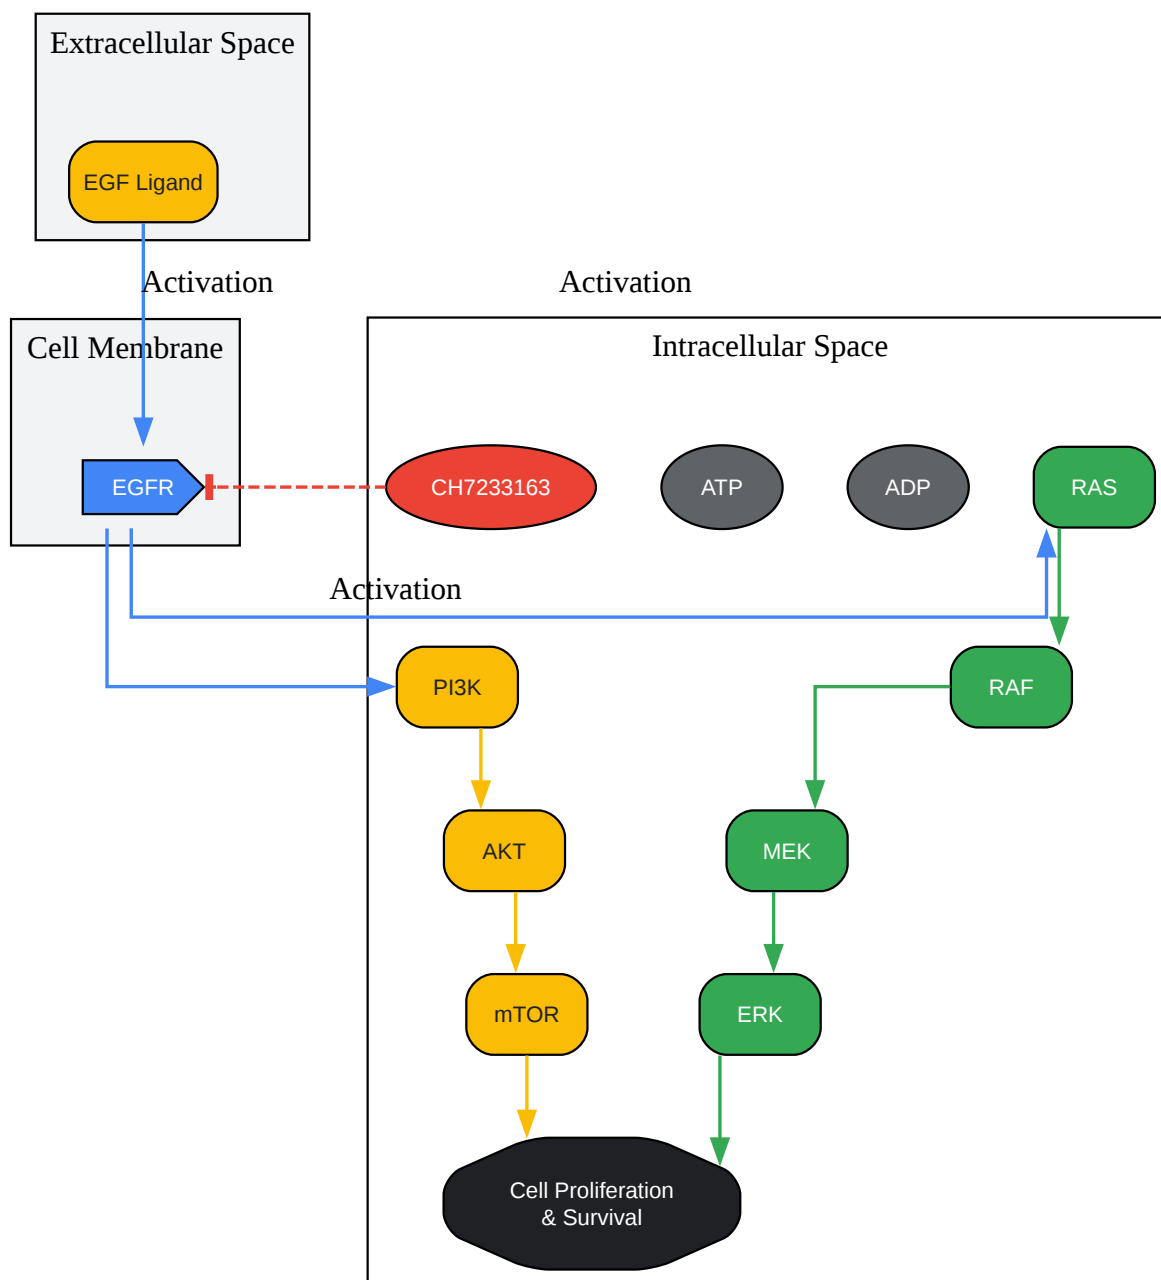 Extracellular Space
EGF Ligand
Activation
Activation
Cell Membrane
Intracellular Space
EGFR
CH7233163
ATP
ADP
RAS
Activation
PI3K
RAF
AKT
MEK
mTOR
ERK
Cell Proliferation
& Survival